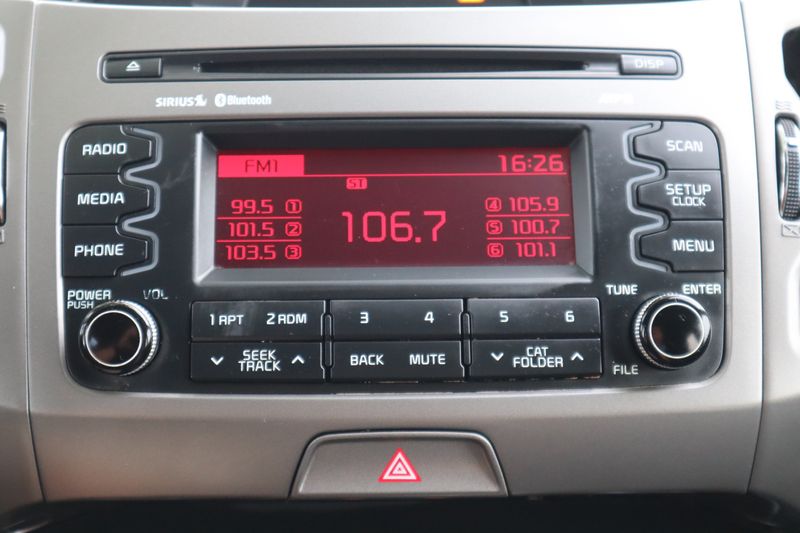 DISP
SIRIUS Bluetooth MP3
RADIO
MEDIA
PHONE
FM1 16:26
ST
99.5 1
101.5 2
103.5 3
106.7
4 105.9
5 100.7
6 101.1
SCAN
SETUP
CLOCK
MENU
POWER
PUSH
VOL
TUNE
ENTER
FILE
1 RPT 2 RDM 3 4 5 6
SEEK
TRACK
BACK MUTE
CAT
FOLDER